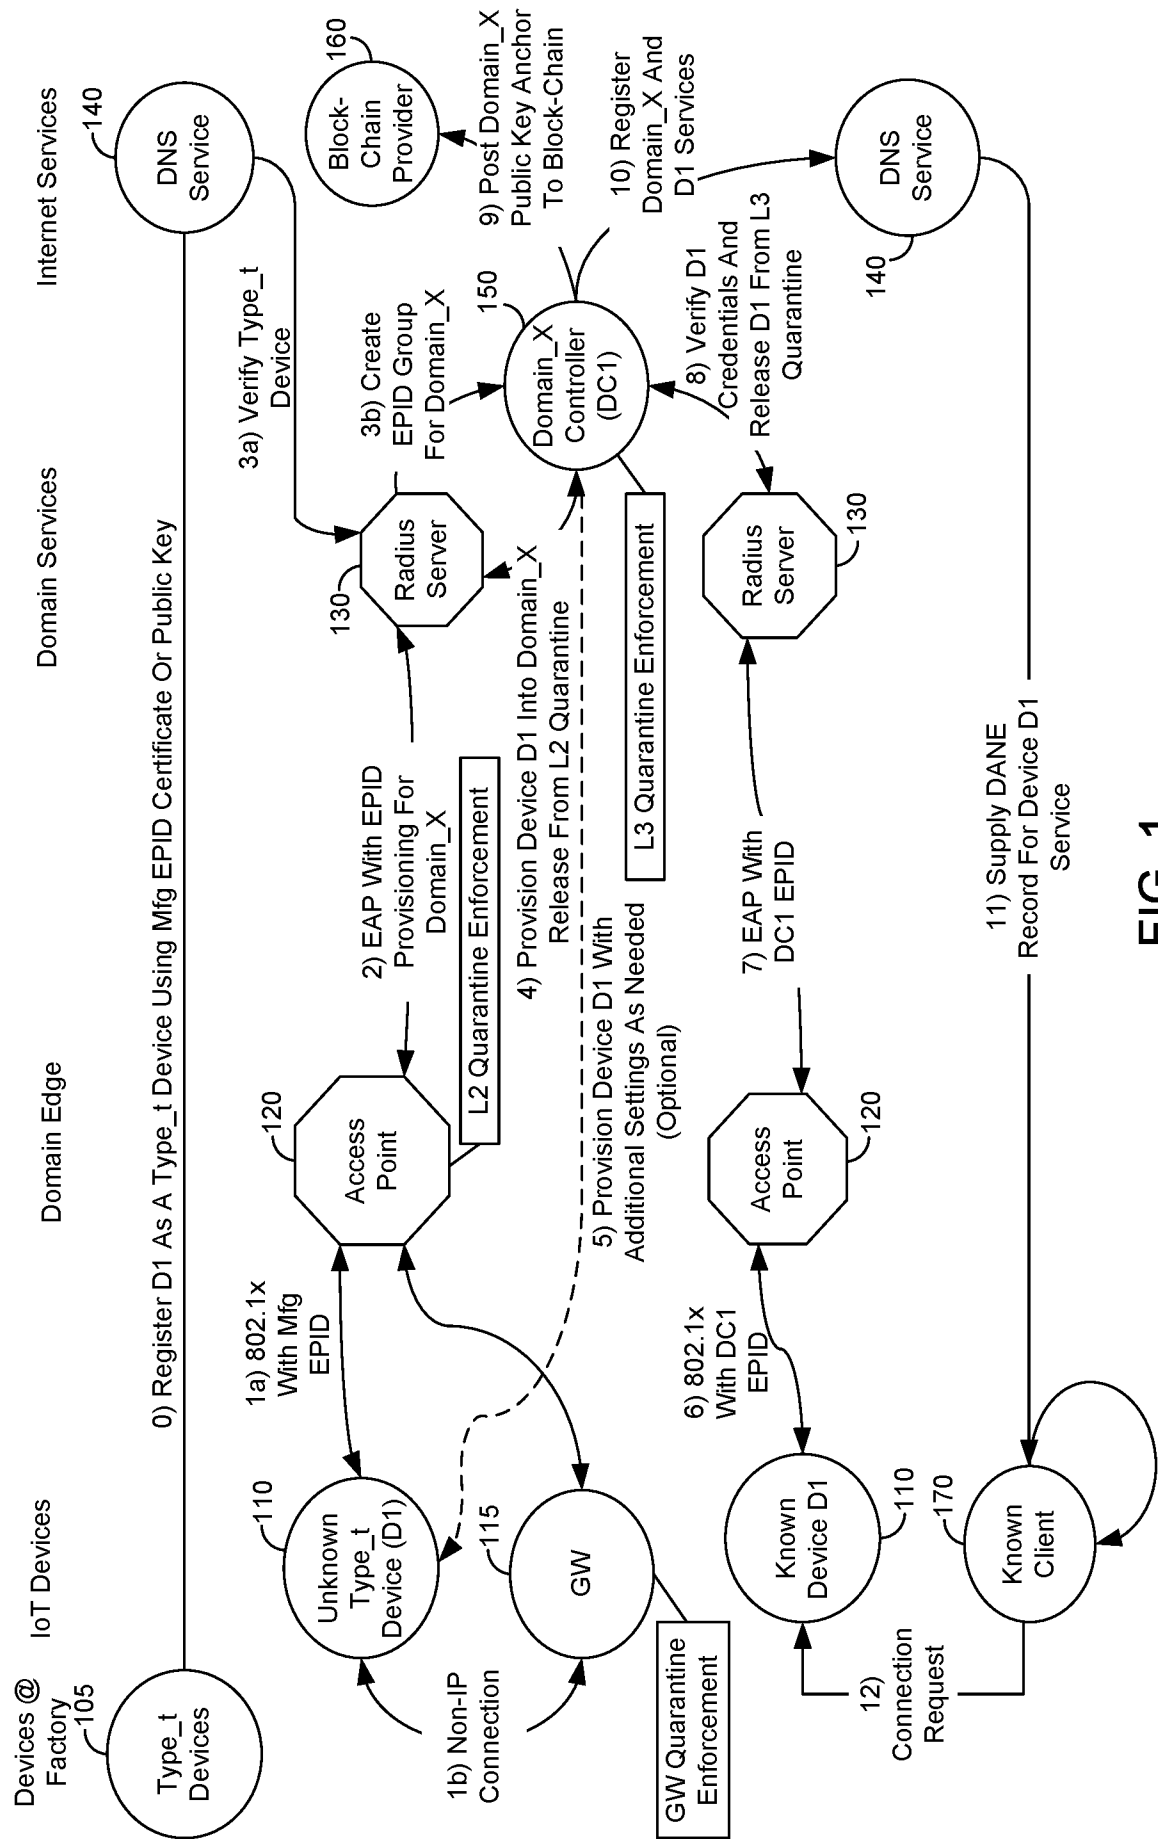 Devices @
Factory
IoT Devices
Domain Edge
Domain Services
Internet Services
105
Type_t
Devices
0) Register D1 As A Type_t Device Using Mfg EPID Certificate Or Public Key
140
DNS
Service
3a) Verify Type_t
Device
110
Unknown
Type_t
Device (D1)
1a) 802.1x
With Mfg
EPID
120
Access
Point
2) EAP With EPID
Provisioning For
Domain_X
L2 Quarantine Enforcement
130
Radius
Server
3b) Create
EPID Group
For Domain_X
160
Block-
Chain
Provider
1b) Non-IP
Connection
115
GW
GW Quarantine
Enforcement
4) Provision Device D1 Into Domain_X
Release From L2 Quarantine
5) Provision Device D1 With
Additional Settings As Needed
(Optional)
L3 Quarantine Enforcement
150
Domain_X
Controller
(DC1)
9) Post Domain_X
Public Key Anchor
To Block-Chain
10) Register
Domain_X And
D1 Services
8) Verify D1
Credentials And
Release D1 From L3
Quarantine
6) 802.1x
With DC1
EPID
Known
Device D1
110
Access
Point
120
7) EAP With
DC1 EPID
Radius
Server
130
DNS
Service
140
12)
Connection
Request
170
Known
Client
11) Supply DANE
Record For Device D1
Service
FIG. 1